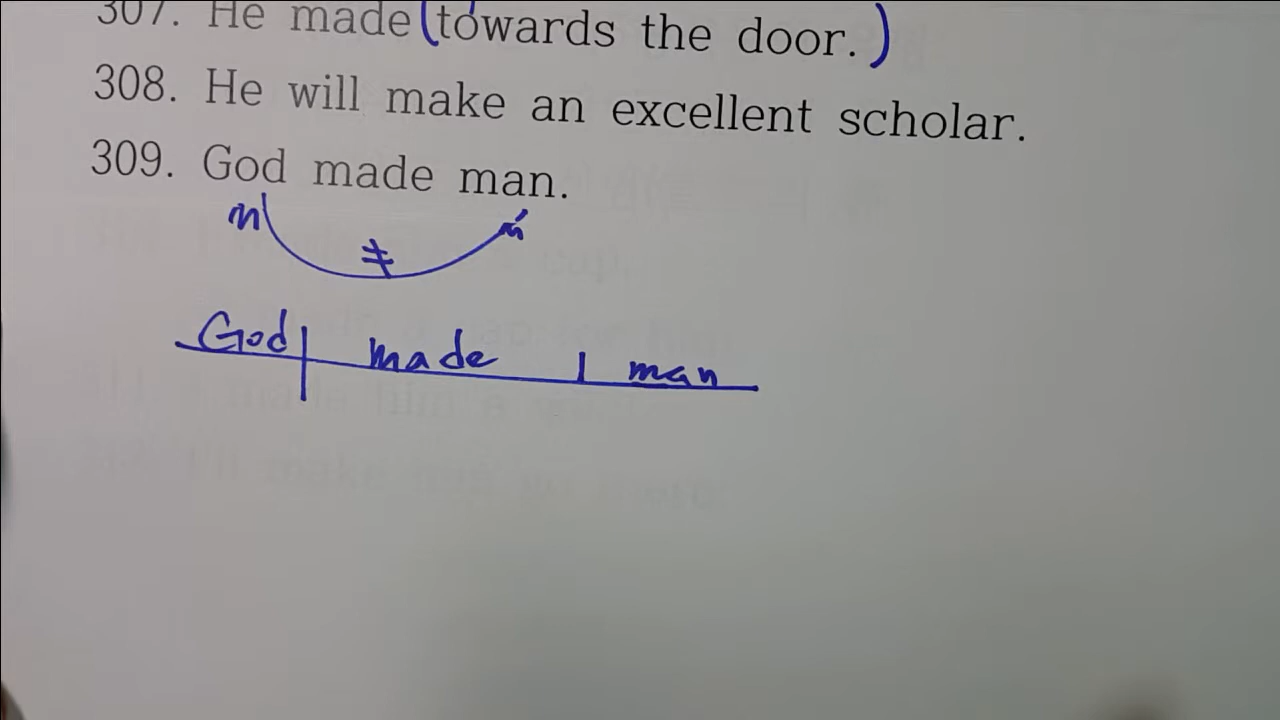 307. He made (towards the door.)
308. He will make an excellent scholar.
309. God made man.
n ≠ n'
God | made | man